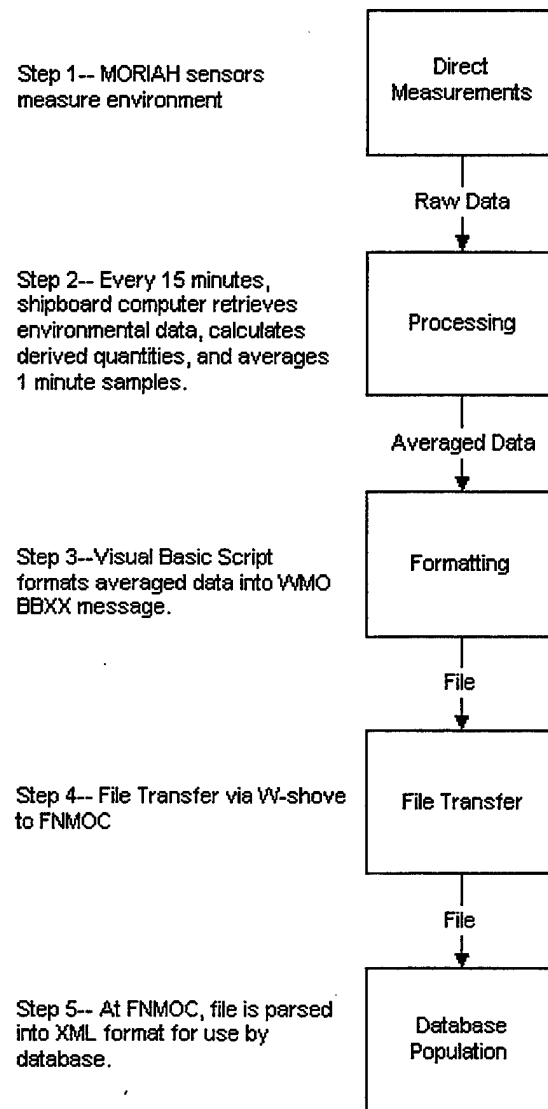 Step 1-- MORIAH sensors
measure environment
Direct
Measurements
Raw Data
Step 2-- Every 15 minutes,
shipboard computer retrieves
environmental data, calculates
derived quantities, and averages
1 minute samples.
Processing
Averaged Data
Step 3--Visual Basic Script
formats averaged data into WMO
BBXX message.
Formatting
File
Step 4-- File Transfer via W-shove
to FNMOC
File Transfer
File
Step 5-- At FNMOC, file is parsed
into XML format for use by
database.
Database
Population